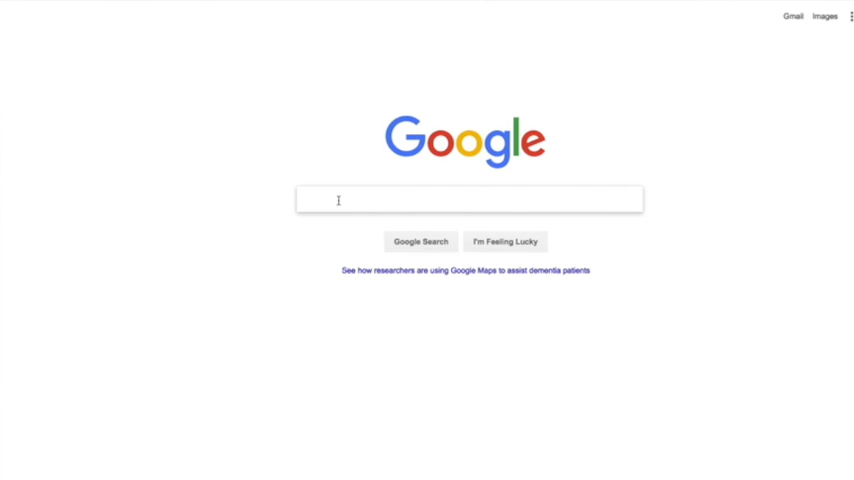 Gmail Images
Google
Google Search I'm Feeling Lucky
See how researchers are using Google Maps to assist dementia patients